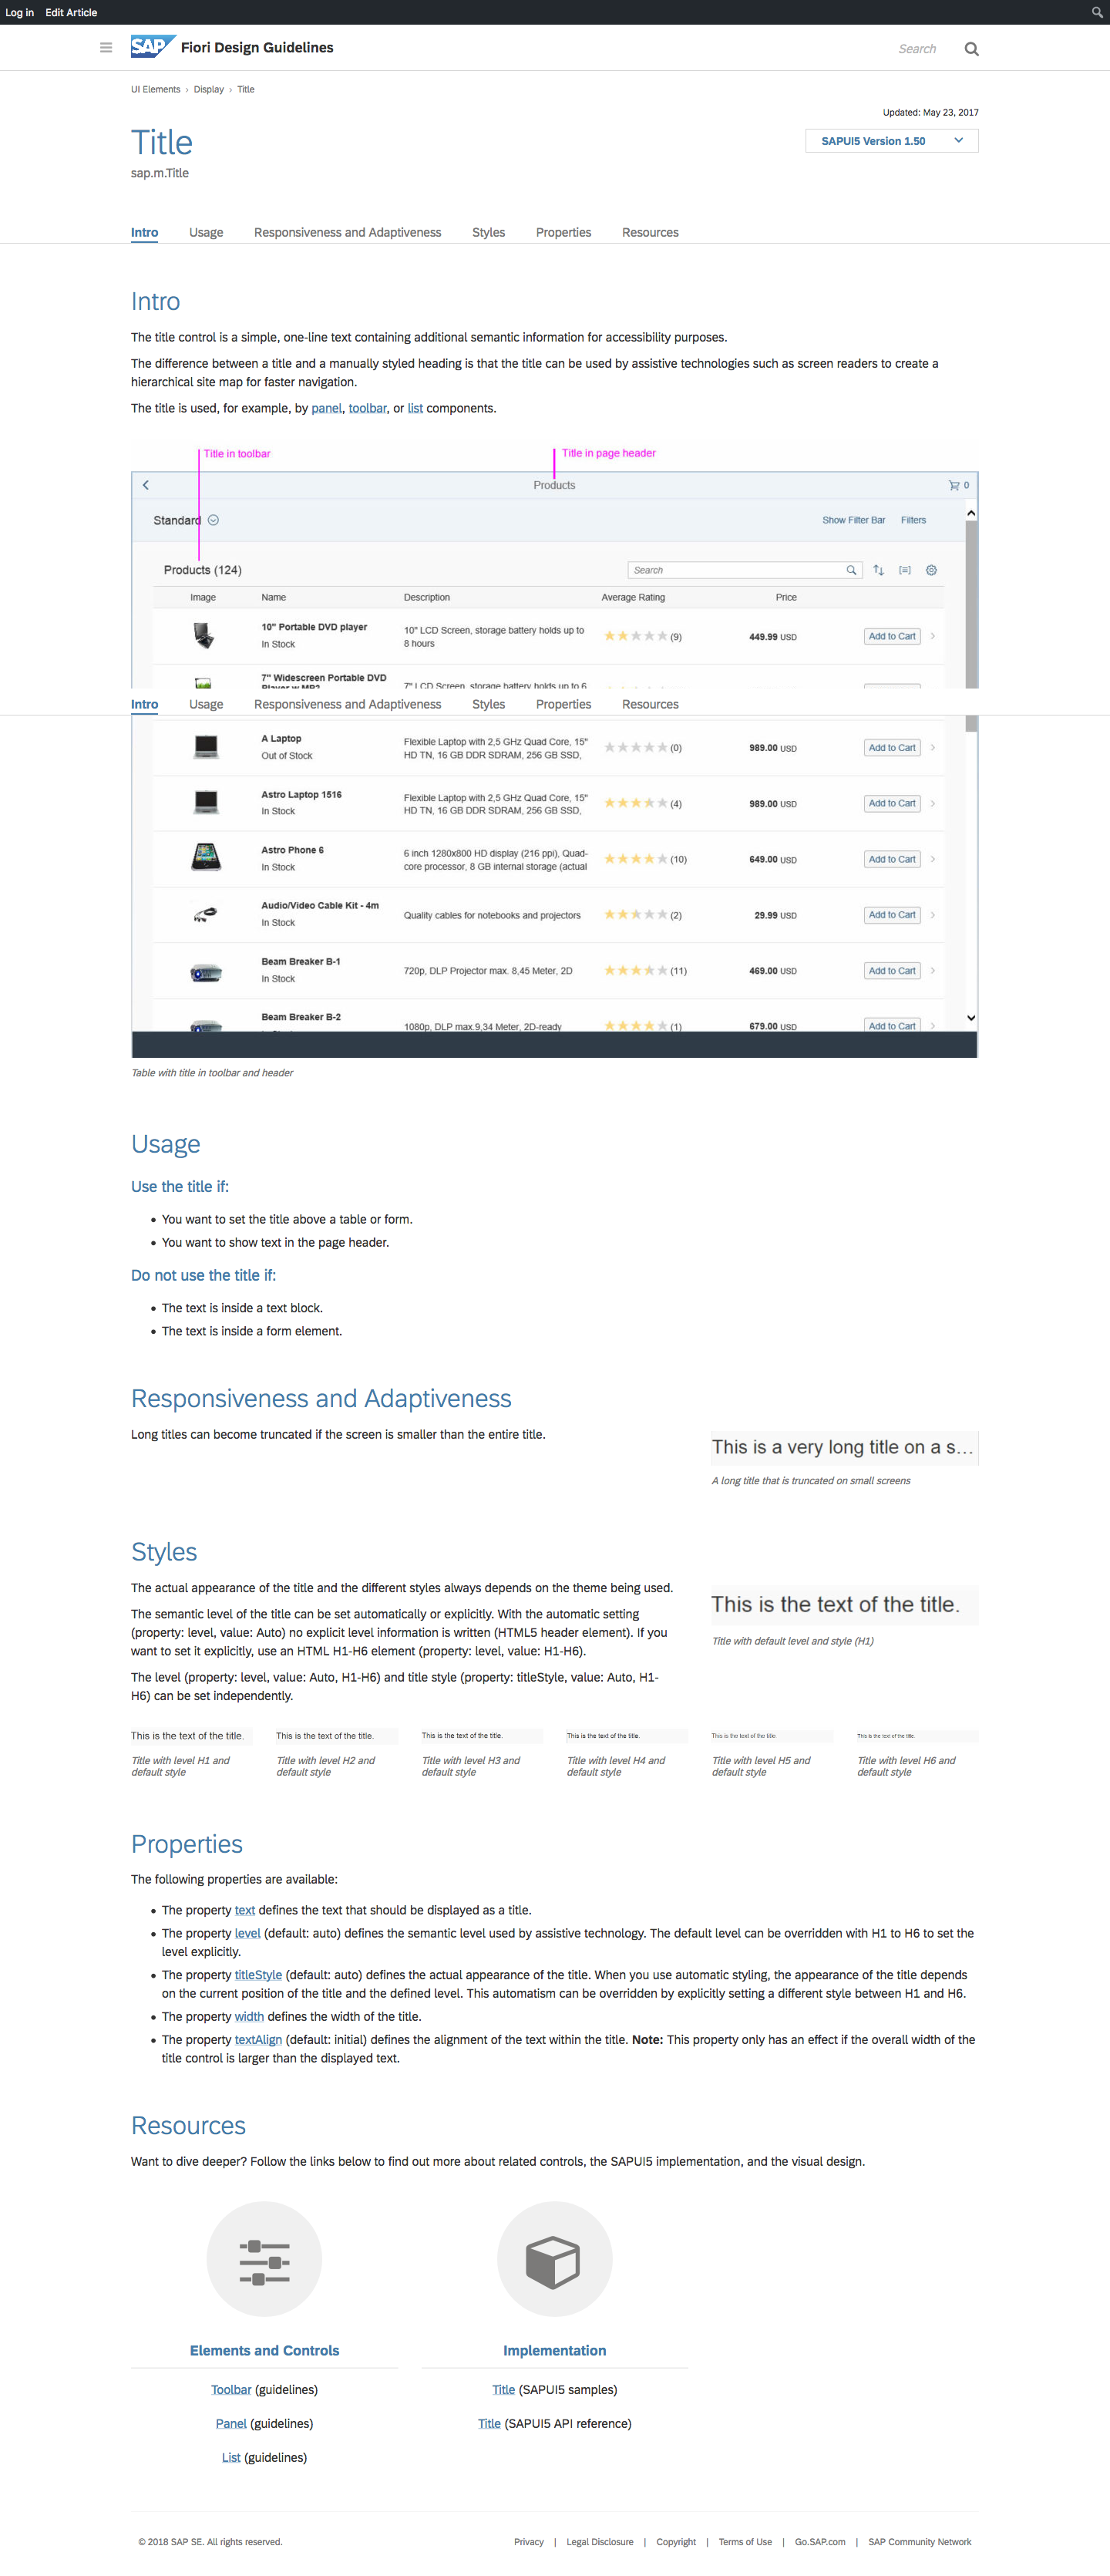 Log in Edit Article
SAP Fiori Design Guidelines Search
UI Elements › Display › Title
Updated: May 23, 2017
Title
SAPUI5 Version 1.50
sap.m.Title
Intro Usage Responsiveness and Adaptiveness Styles Properties Resources
Intro
The title control is a simple, one-line text containing additional semantic information for accessibility purposes.
The difference between a title and a manually styled heading is that the title can be used by assistive technologies such as screen readers to create a
hierarchical site map for faster navigation.
The title is used, for example, by panel, toolbar, or list components.
Title in toolbar Title in page header
Products 0
Standard Show Filter Bar Filters
Products (124) Search
Image Name Description Average Rating Price
10" Portable DVD player 10" LCD Screen, storage battery holds up to (9) 449.99 USD Add to Cart
In Stock 8 hours
7" Widescreen Portable DVD 7" LCD Screen, storage battery holds up to 6
Player w MP3
Intro Usage Responsiveness and Adaptiveness Styles Properties Resources
A Laptop Flexible Laptop with 2,5 GHz Quad Core, 15" (0) 989.00 USD Add to Cart
Out of Stock HD TN, 16 GB DDR SDRAM, 256 GB SSD,
Astro Laptop 1516 Flexible Laptop with 2,5 GHz Quad Core, 15" (4) 989.00 USD Add to Cart
In Stock HD TN, 16 GB DDR SDRAM, 256 GB SSD,
Astro Phone 6 6 inch 1280x800 HD display (216 ppi), Quad- (10) 649.00 USD Add to Cart
In Stock core processor, 8 GB internal storage (actual
Audio/Video Cable Kit - 4m Quality cables for notebooks and projectors (2) 29.99 USD Add to Cart
In Stock
Beam Breaker B-1 720p, DLP Projector max. 8,45 Meter, 2D (11) 469.00 USD Add to Cart
In Stock
Beam Breaker B-2 1080p, DLP max.9,34 Meter, 2D-ready (1) 679.00 USD Add to Cart
Table with title in toolbar and header
Usage
Use the title if:
• You want to set the title above a table or form.
• You want to show text in the page header.
Do not use the title if:
• The text is inside a text block.
• The text is inside a form element.
Responsiveness and Adaptiveness
Long titles can become truncated if the screen is smaller than the entire title.
This is a very long title on a s...
A long title that is truncated on small screens
Styles
The actual appearance of the title and the different styles always depends on the theme being used.
The semantic level of the title can be set automatically or explicitly. With the automatic setting
(property: level, value: Auto) no explicit level information is written (HTML5 header element). If you
want to set it explicitly, use an HTML H1-H6 element (property: level, value: H1-H6).
The level (property: level, value: Auto, H1-H6) and title style (property: titleStyle, value: Auto, H1-
H6) can be set independently.
This is the text of the title.
Title with default level and style (H1)
This is the text of the title. This is the text of the title. This is the text of the title. This is the text of the title. This is the text of the title. This is the text of the title.
Title with level H1 and Title with level H2 and Title with level H3 and Title with level H4 and Title with level H5 and Title with level H6 and
default style default style default style default style default style default style
Properties
The following properties are available:
• The property text defines the text that should be displayed as a title.
• The property level (default: auto) defines the semantic level used by assistive technology. The default level can be overridden with H1 to H6 to set the
level explicitly.
• The property titleStyle (default: auto) defines the actual appearance of the title. When you use automatic styling, the appearance of the title depends
on the current position of the title and the defined level. This automatism can be overridden by explicitly setting a different style between H1 and H6.
• The property width defines the width of the title.
• The property textAlign (default: initial) defines the alignment of the text within the title. Note: This property only has an effect if the overall width of the
title control is larger than the displayed text.
Resources
Want to dive deeper? Follow the links below to find out more about related controls, the SAPUI5 implementation, and the visual design.
Elements and Controls Implementation
Toolbar (guidelines) Title (SAPUI5 samples)
Panel (guidelines) Title (SAPUI5 API reference)
List (guidelines)
© 2018 SAP SE. All rights reserved. Privacy | Legal Disclosure | Copyright | Terms of Use | Go.SAP.com | SAP Community Network